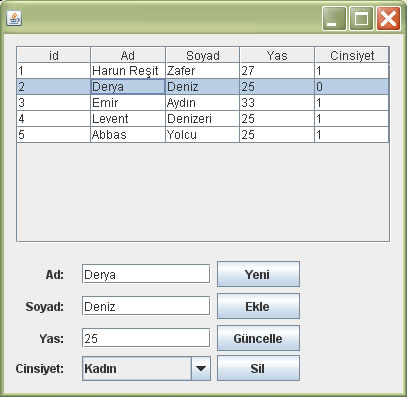 id Ad Soyad Yas Cinsiyet
1 Harun Reşit Zafer 27 1
2 Derya Deniz 25 0
3 Emir Aydın 33 1
4 Levent Denizeri 25 1
5 Abbas Yolcu 25 1
Ad: Derya Yeni
Soyad: Deniz Ekle
Yas: 25 Güncelle
Cinsiyet: Kadın Sil